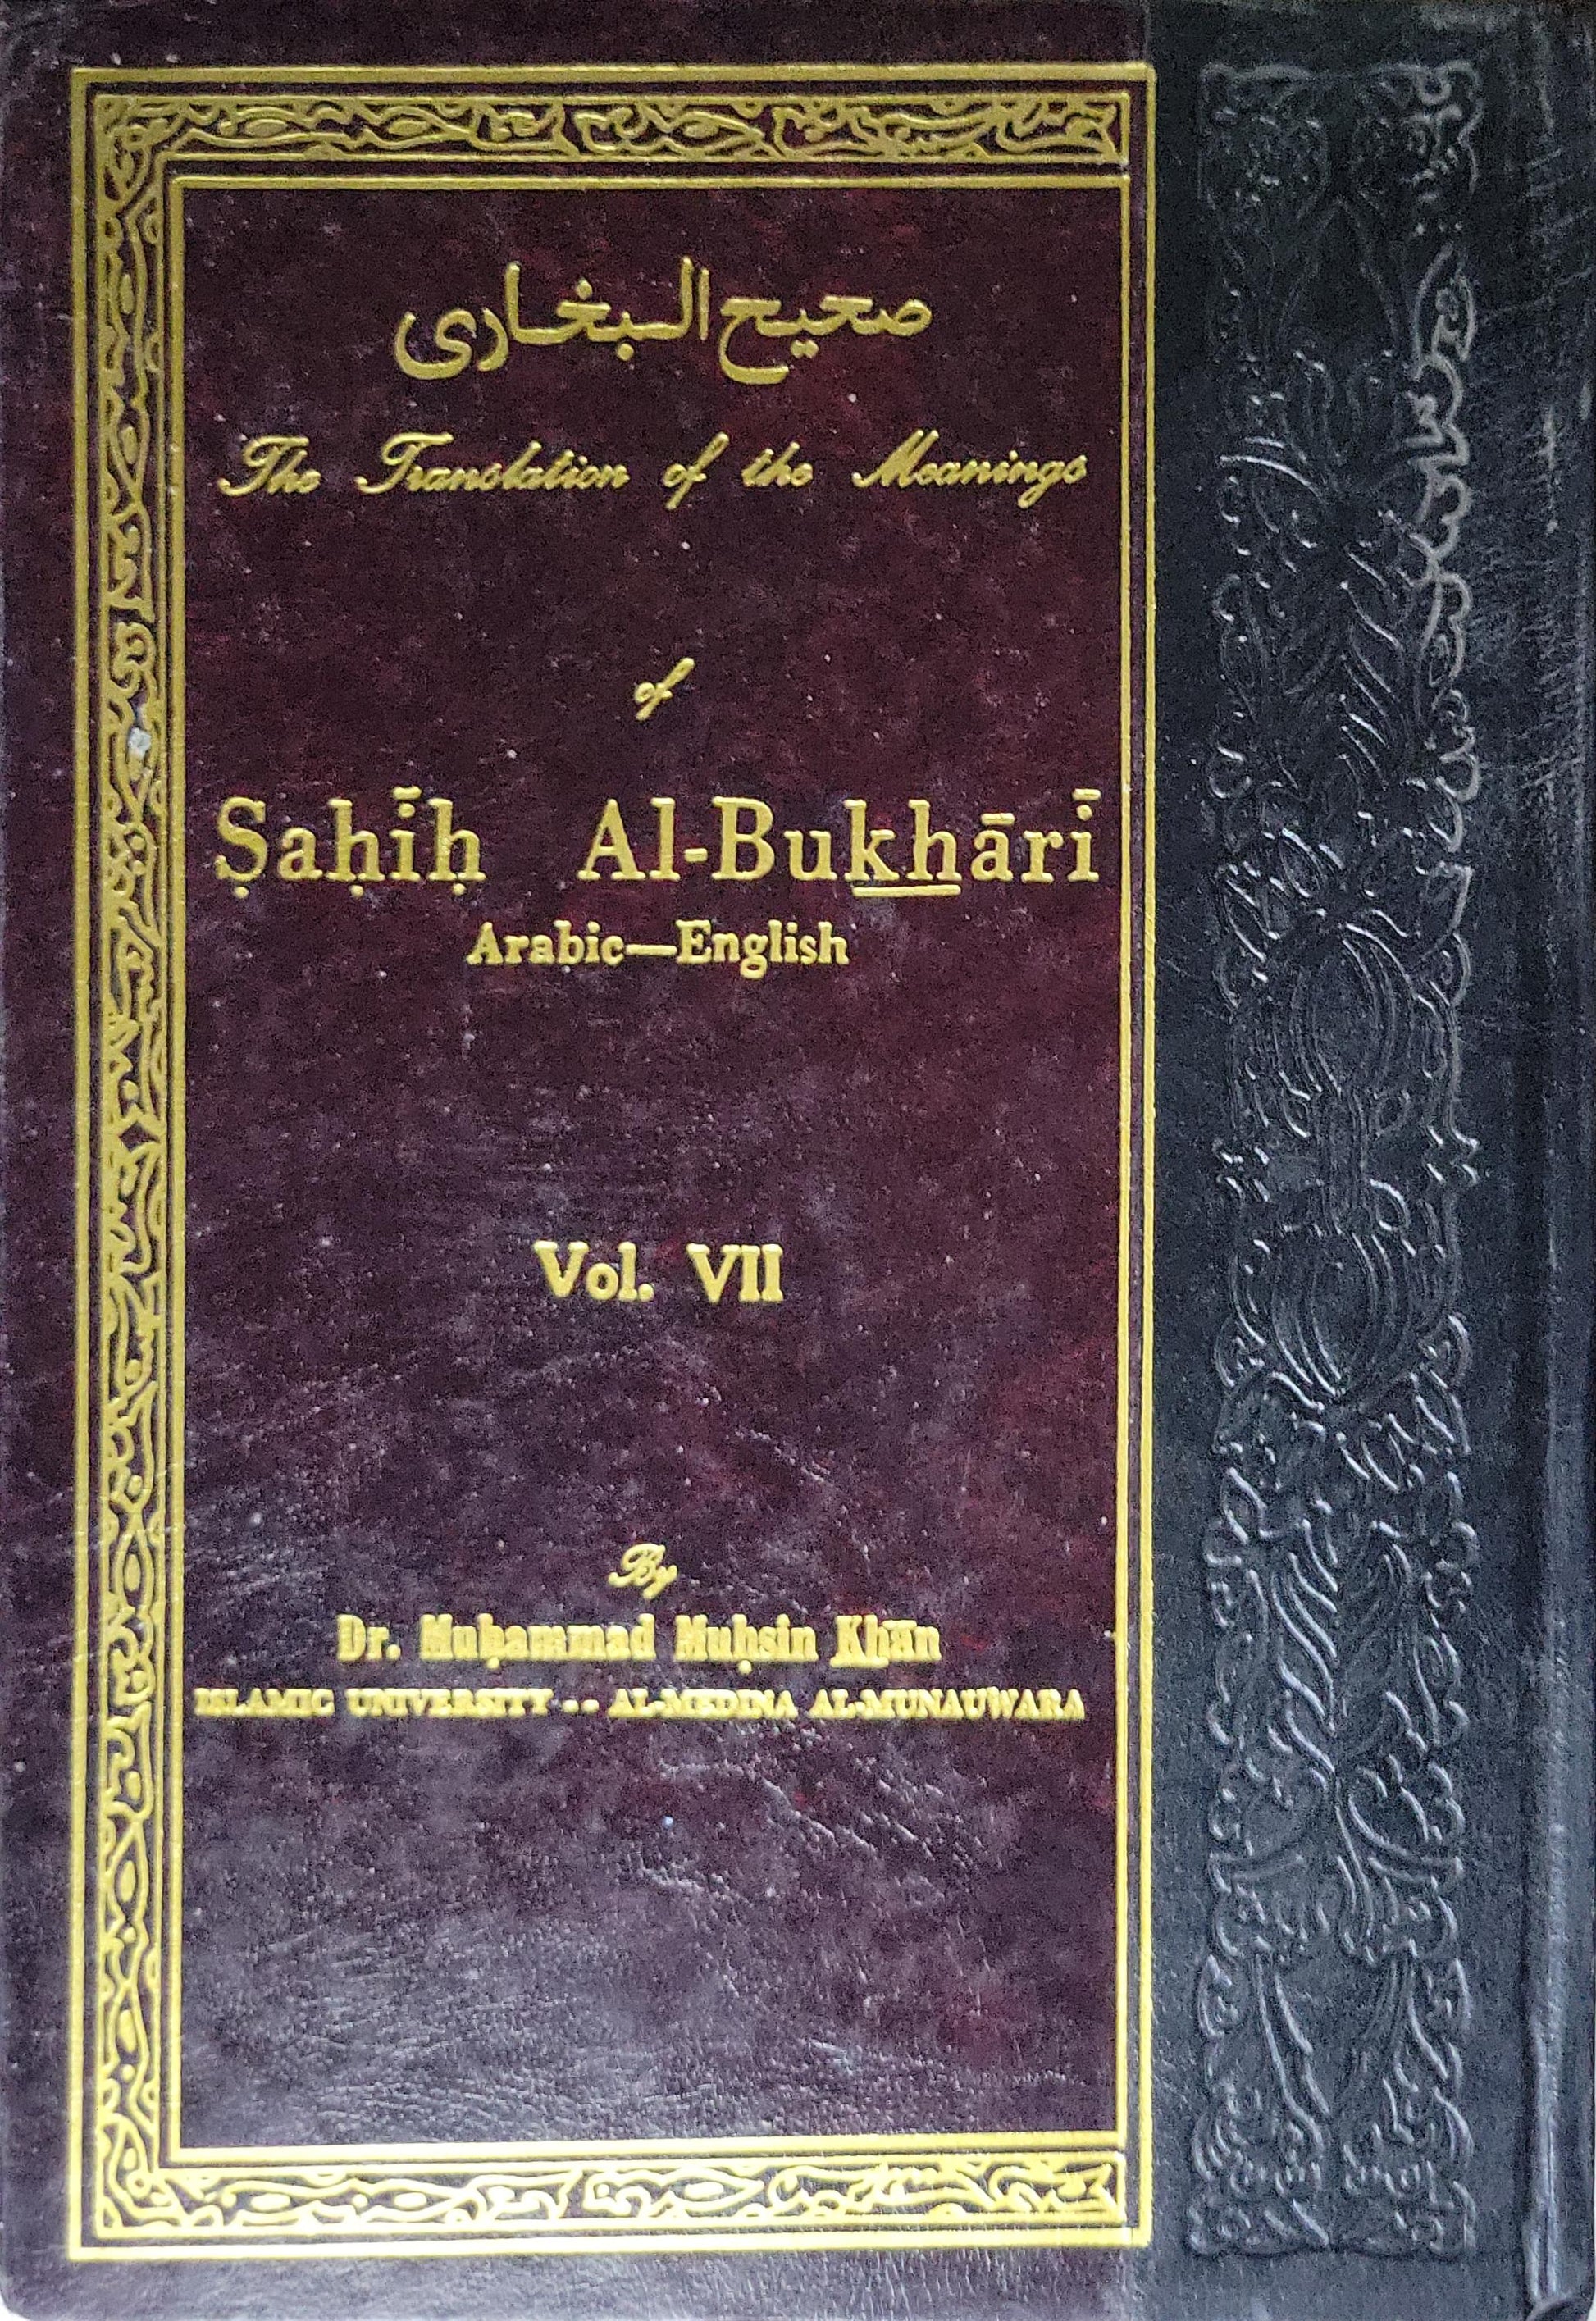 صحيح البخارى
The Translation of the Meanings
of
Ṣaḥīḥ Al-Bukhāri
Arabic—English
Vol. VII
By
Dr. Muḥammad Muḥsin Khān
ISLAMIC UNIVERSITY -- AL-MEDINA AL-MUNAUWARA